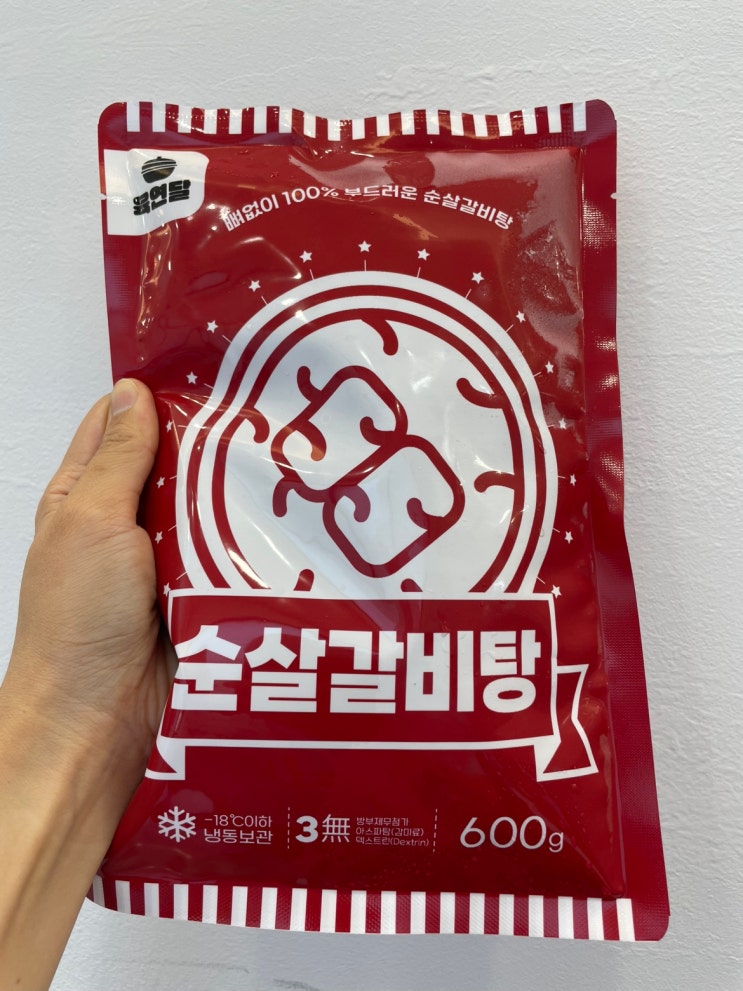 뼈없이 100% 부드러운 순살갈비탕
순살갈비탕
-18℃이하
냉동보관
3無
방부재무첨가
아스파탐(감미료)
덱스트린(Dextrin)
600g